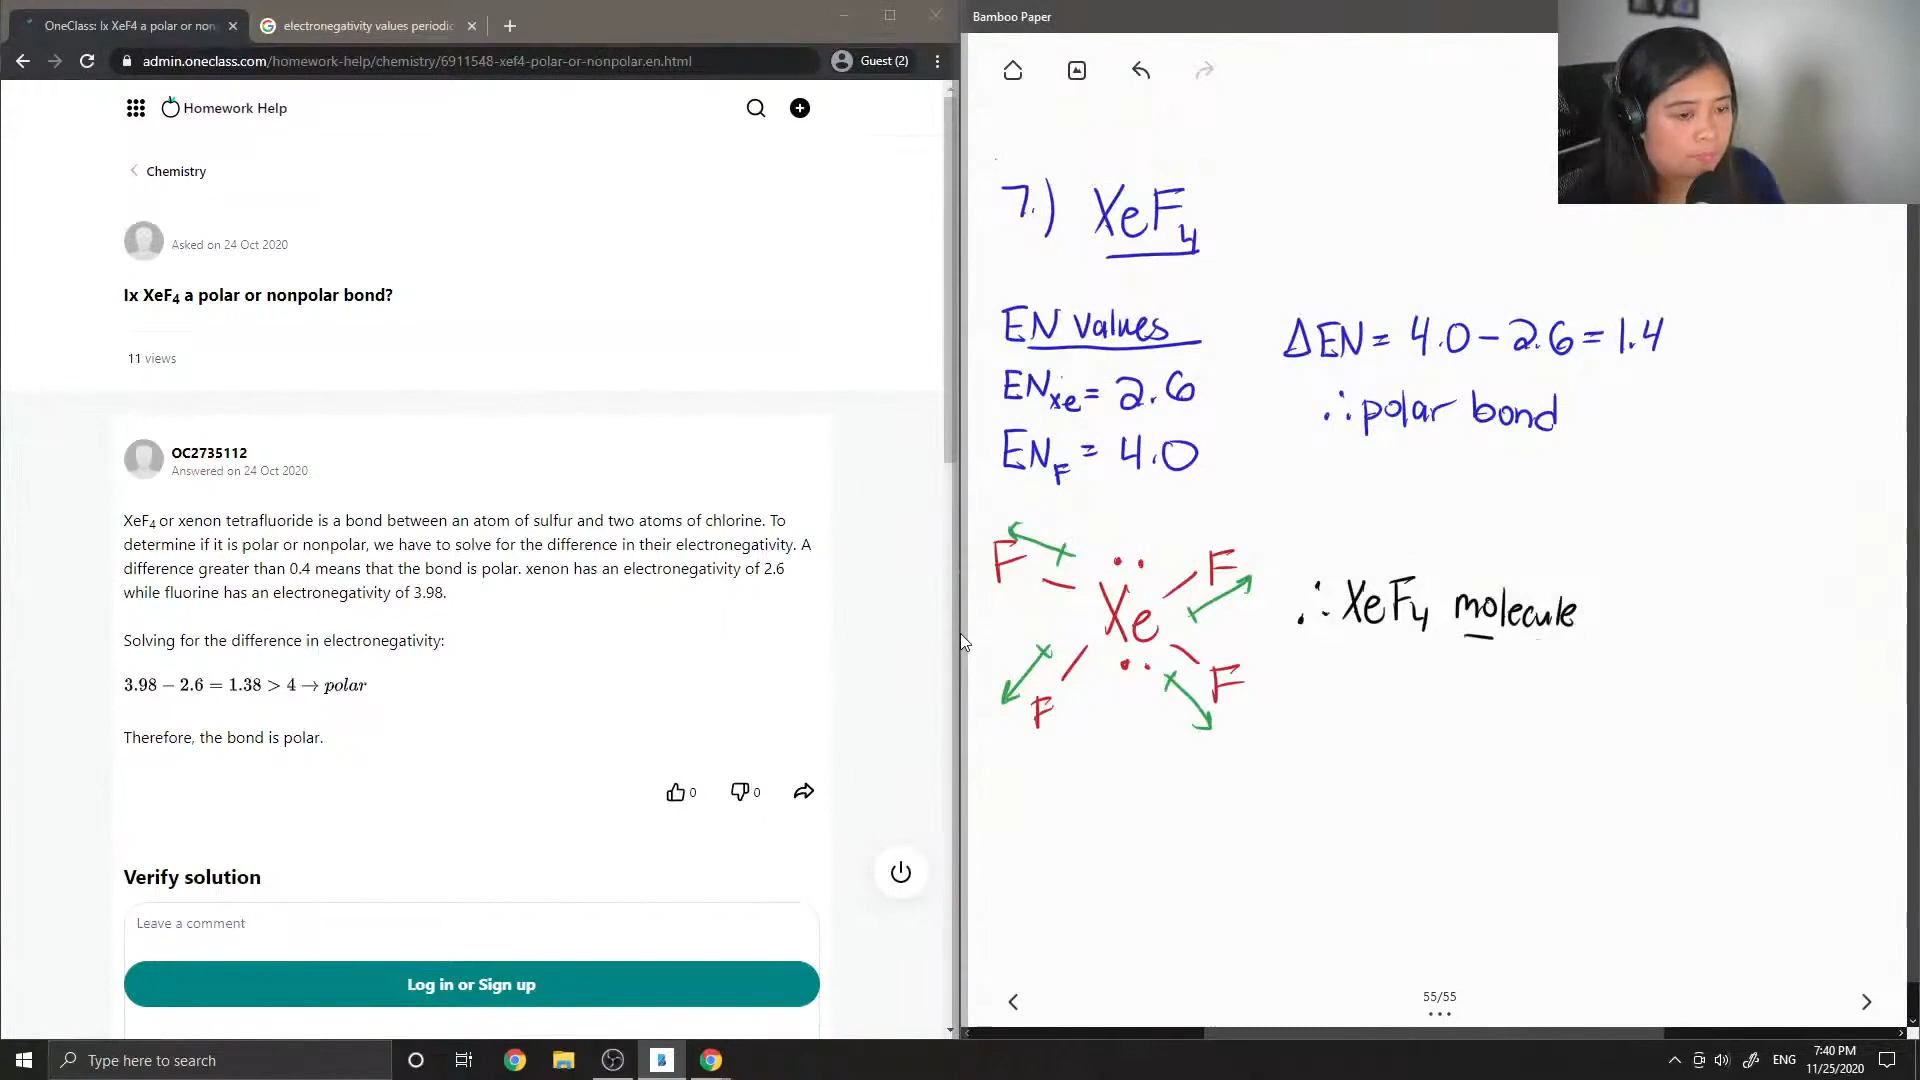 OneClass: Ix XeF4 a polar or non
electronegativity values periodic
admin.oneclass.com/homework-help/chemistry/6911548-xef4-polar-or-nonpolar.en.html
Guest (2)
Homework Help
Chemistry
Asked on 24 Oct 2020
Ix XeF4 a polar or nonpolar bond?
11 views
OC2735112
Answered on 24 Oct 2020
XeF4 or xenon tetrafluoride is a bond between an atom of sulfur and two atoms of chlorine. To
determine if it is polar or nonpolar, we have to solve for the difference in their electronegativity. A
difference greater than 0.4 means that the bond is polar. xenon has an electronegativity of 2.6
while fluorine has an electronegativity of 3.98.
Solving for the difference in electronegativity:
3.98 − 2.6 = 1.38 > 4 → polar
Therefore, the bond is polar.
0
0
Verify solution
Leave a comment
Log in or Sign up
Bamboo Paper
7.) XeF4
EN values
ENXe = 2.6
ENF = 4.0
ΔEN = 4.0 − 2.6 = 1.4
∴ polar bond
F
F
Xe
F
F
∴ XeF4 molecule
55/55
Type here to search
ENG
7:40 PM
11/25/2020